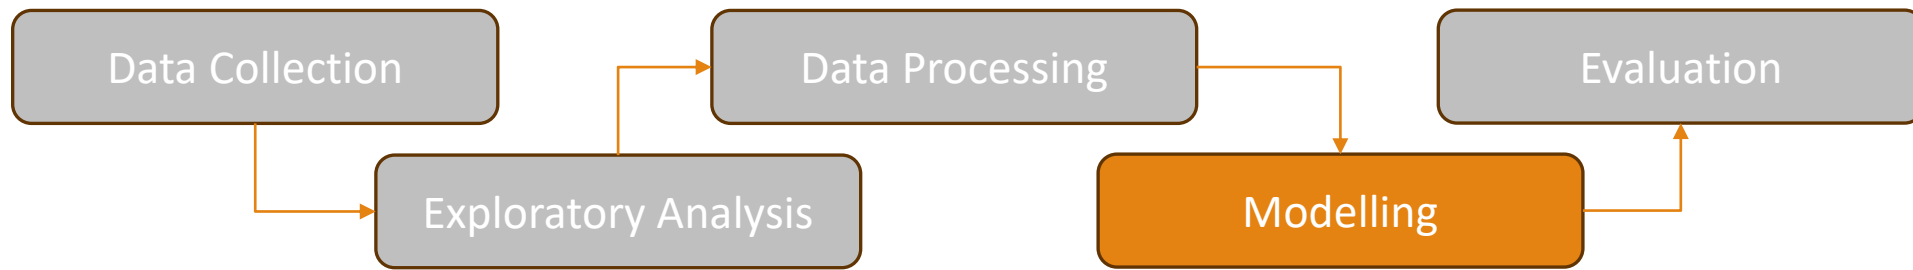 Data Collection
Exploratory Analysis
Data Processing
Modelling
Evaluation